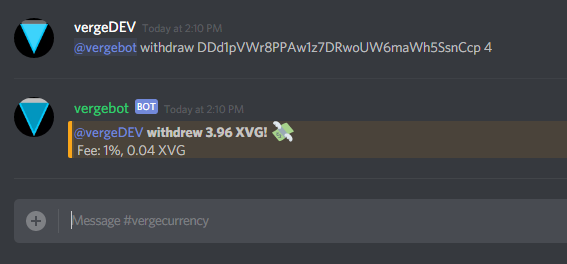 vergeDEV Today at 2:10 PM
@vergebot withdraw DDd1pVWr8PPAw1z7DRwoUW6maWh5SsnCcp 4
vergebot BOT Today at 2:10 PM
@vergeDEV withdrew 3.96 XVG!
Fee: 1%, 0.04 XVG
Message #vergecurrency